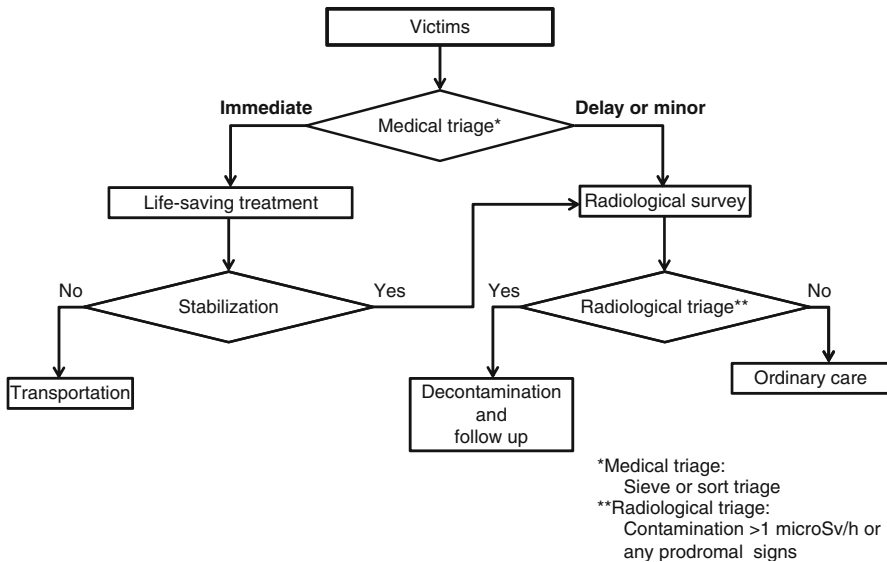 Victims
Immediate
Delay or minor
Medical triage*
Life-saving treatment
Radiological survey
No
Stabilization
Yes
Yes
Radiological triage**
No
Transportation
Decontamination
and
follow up
Ordinary care
*Medical triage:
Sieve or sort triage
**Radiological triage:
Contamination >1 microSv/h or
any prodromal signs